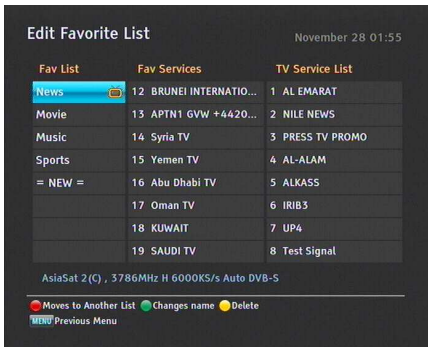 Edit Favorite List
November 28 01:55
Fav List Fav Services TV Service List
News 12 BRUNEI INTERNATIO... 1 AL EMARAT
Movie 13 APTN1 GVW +4420... 2 NILE NEWS
Music 14 Syria TV 3 PRESS TV PROMO
Sports 15 Yemen TV 4 AL-ALAM
= NEW = 16 Abu Dhabi TV 5 ALKASS
17 Oman TV 6 IRIB3
18 KUWAIT 7 UP4
19 SAUDI TV 8 Test Signal
AsiaSat 2(C) , 3786MHz H 6000KS/s Auto DVB-S
Moves to Another List Changes name Delete
MENU Previous Menu